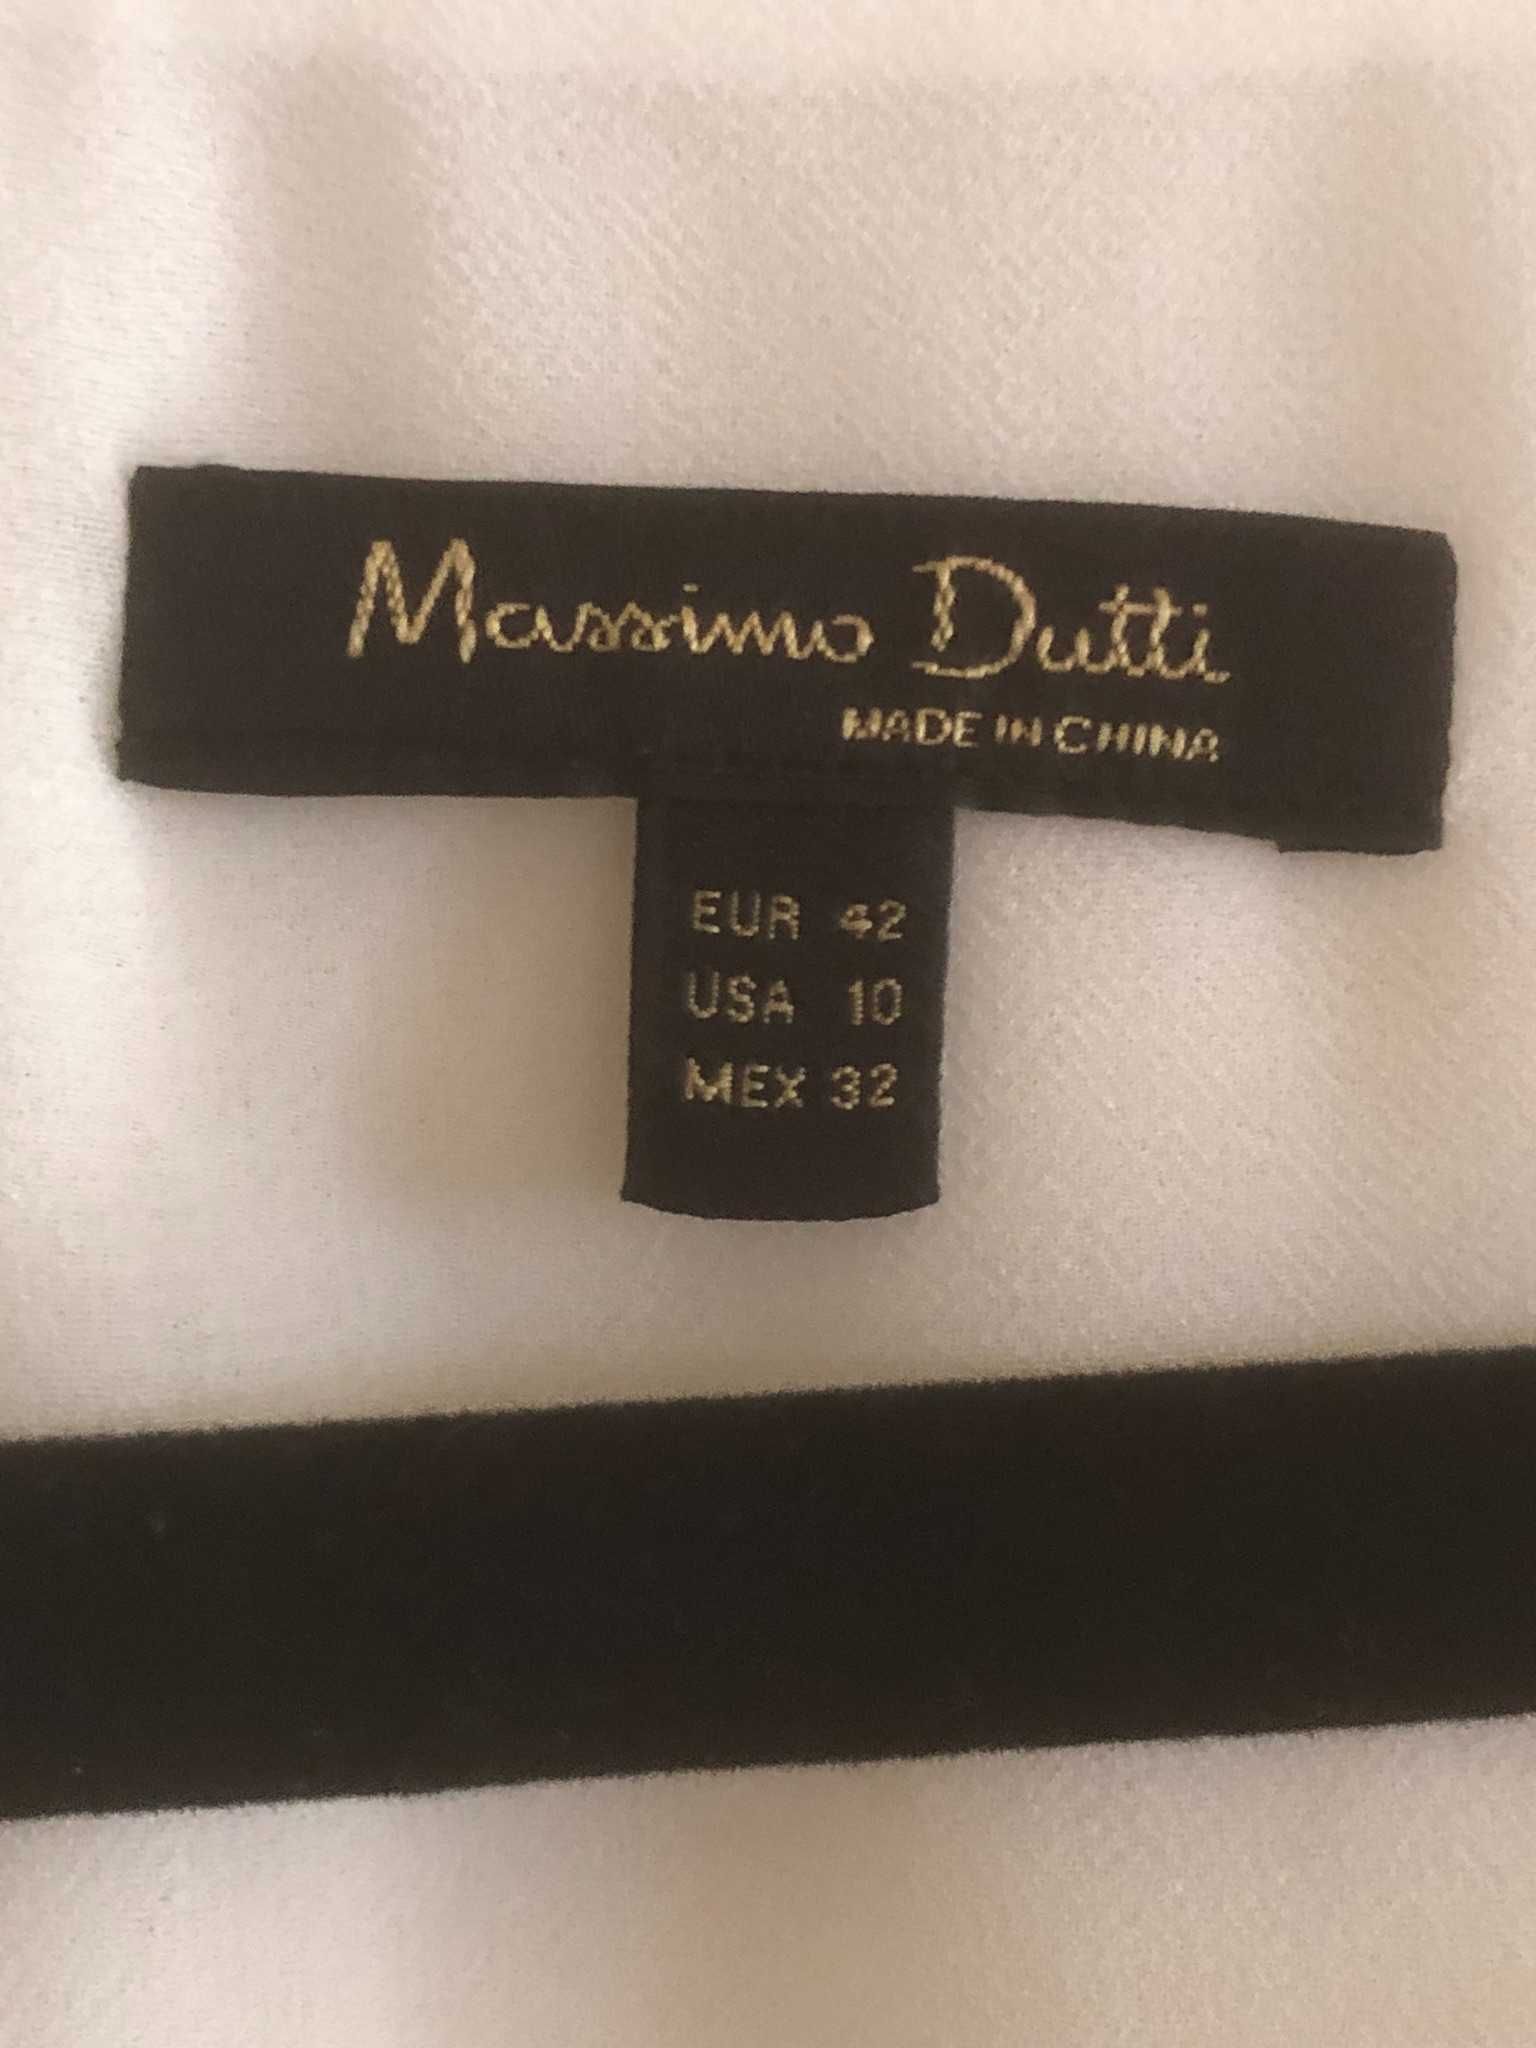 Massimo Dutti
MADE IN CHINA
EUR 42
USA 10
MEX 32